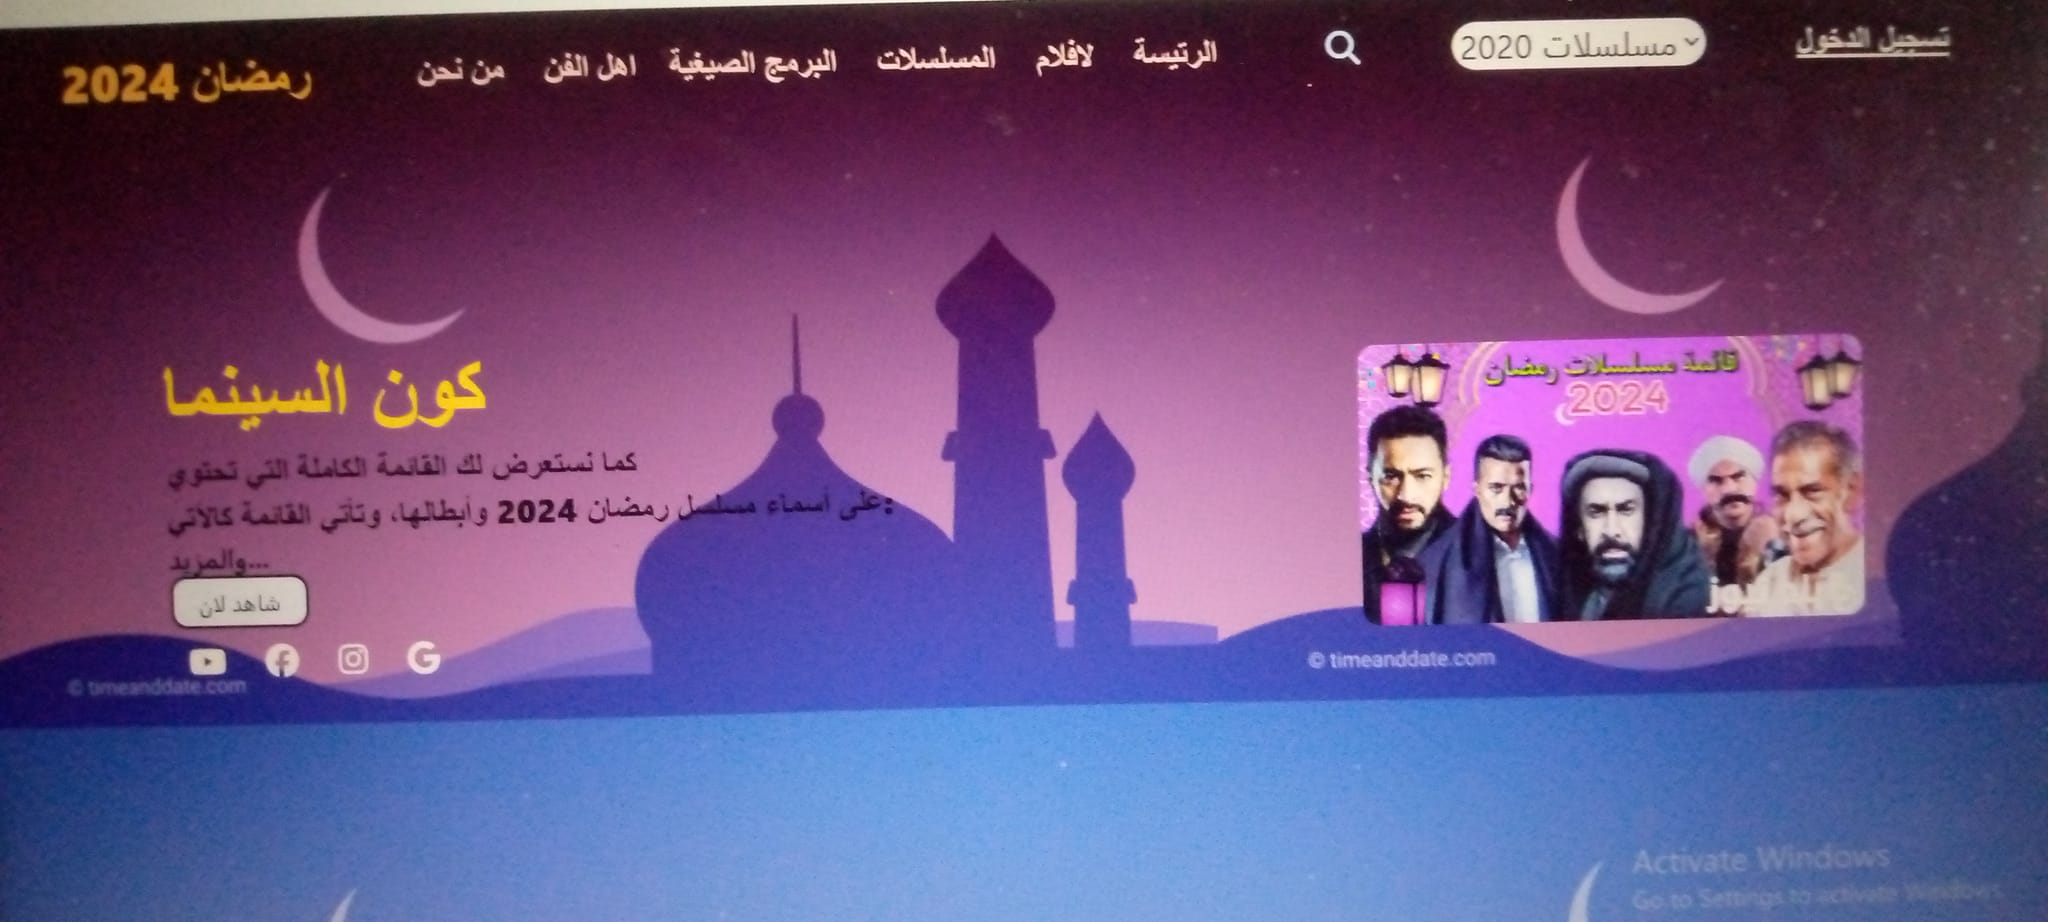 رمضان 2024
من نحن
اهل الفن
البرمج الصيغية
المسلسلات
لافلام
الرتيسة
مسلسلات 2020
تسجيل الدخول
كون السينما
كما نستعرض لك القائمة الكاملة التي تحتوي
على أسماء مسلسل رمضان 2024 وأبطالها، وتأتي القائمة كالآتي:
والمزيد...
شاهد لان
© timeanddate.com
قائمة مسلسلات رمضان
2024
© timeanddate.com
Activate Windows
Go to Settings to activate Windows.